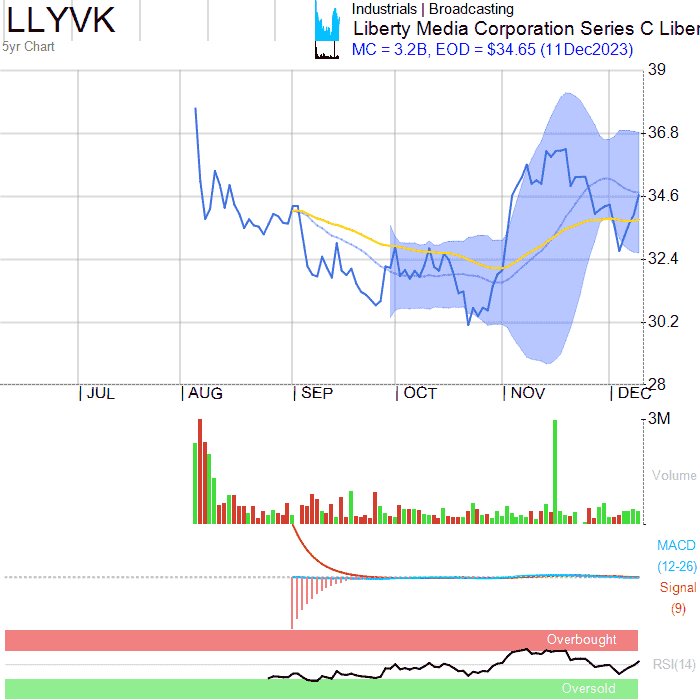 LLYVK
5yr Chart
Industrials | Broadcasting
Liberty Media Corporation Series C Liber
MC = 3.2B, EOD = $34.65 (11Dec2023)
39
36.8
34.6
32.4
30.2
28
JUL AUG SEP OCT NOV DEC
3M
Volume
MACD
(12-26)
Signal
(9)
Overbought
RSI(14)
Oversold